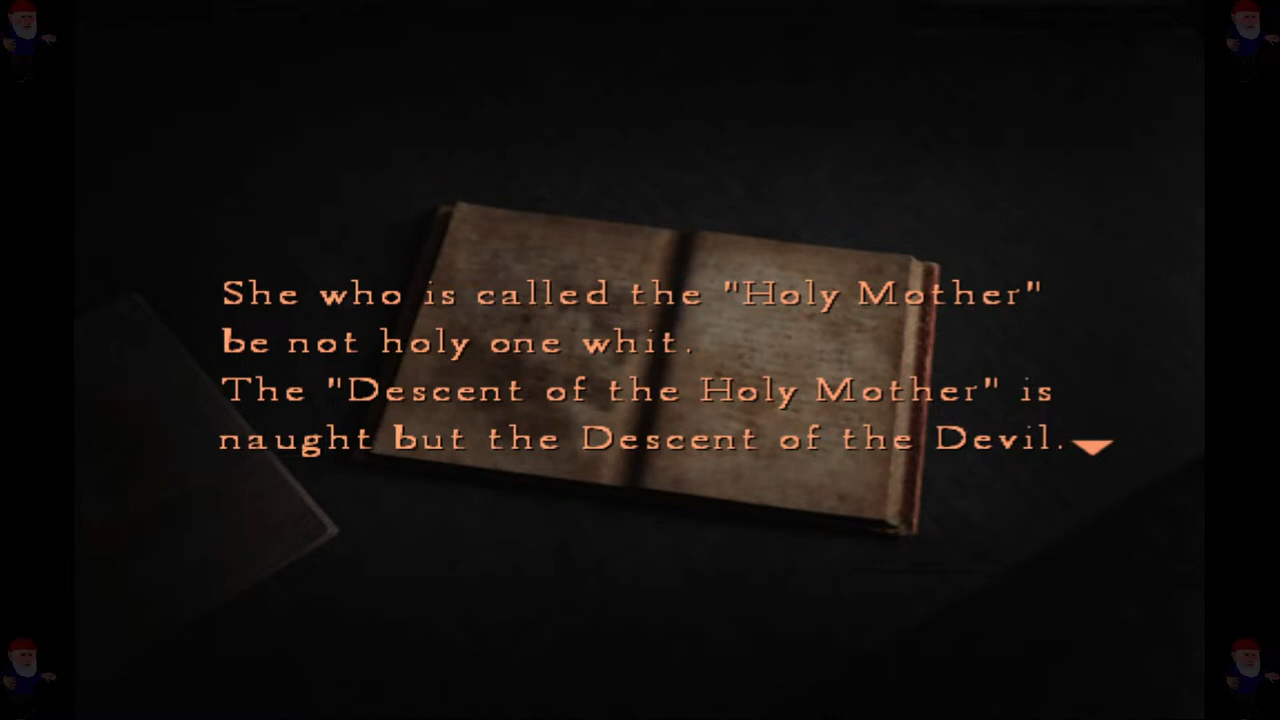 She who is called the "Holy Mother"
be not holy one whit.
The "Descent of the Holy Mother" is
naught but the Descent of the Devil.